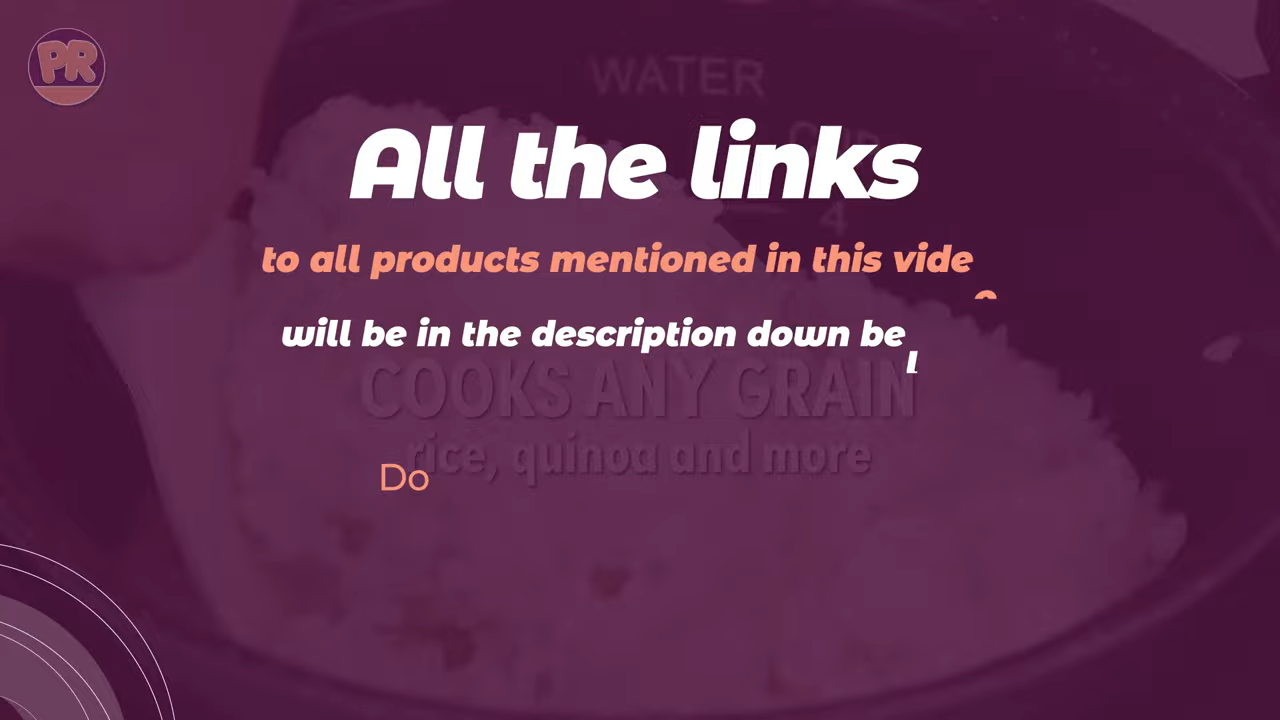 PR
WATER
All the links
to all products mentioned in this vide
will be in the description down bel
COOKS ANY GRAIN
rice, quinoa and more
Do